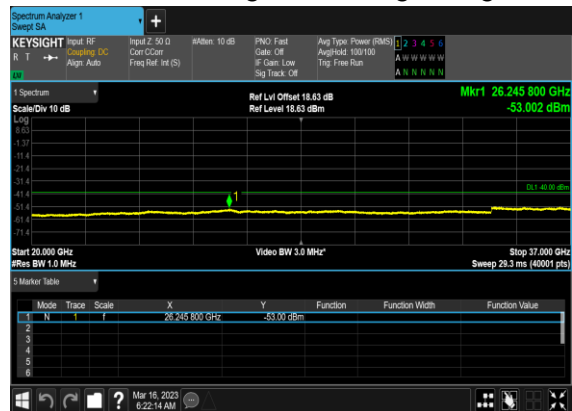 Spectrum Analyzer 1
Swept SA
+
KEYSIGHT Input: RF Input Z: 50 Ω #Atten: 10 dB PNO: Fast Avg Type: Power (RMS) 1 2 3 4 5 6
R T Coupling: DC Corr CCorr Gate: Off Avg|Hold: 100/100 A W W W W W
Align: Auto Freq Ref: Int (S) IF Gain: Low Trig: Free Run
Sig Track: Off A N N N N N
LW
1 Spectrum Ref Lvl Offset 18.63 dB Mkr1 26.245 800 GHz
Scale/Div 10 dB Ref Level 18.63 dBm -53.002 dBm
Log
8.63
-1.37
-11.4
-21.4
-31.4
DL1 -40.00 dBm
-41.4
1
-51.4
-61.4
-71.4
Start 20.000 GHz Video BW 3.0 MHz* Stop 37.000 GHz
#Res BW 1.0 MHz Sweep 29.3 ms (40001 pts)
5 Marker Table
Mode Trace Scale X Y Function Function Width Function Value
1 N 1 f 26.245 800 GHz -53.00 dBm
2
3
4
5
6
? Mar 16, 2023
6:22:14 AM